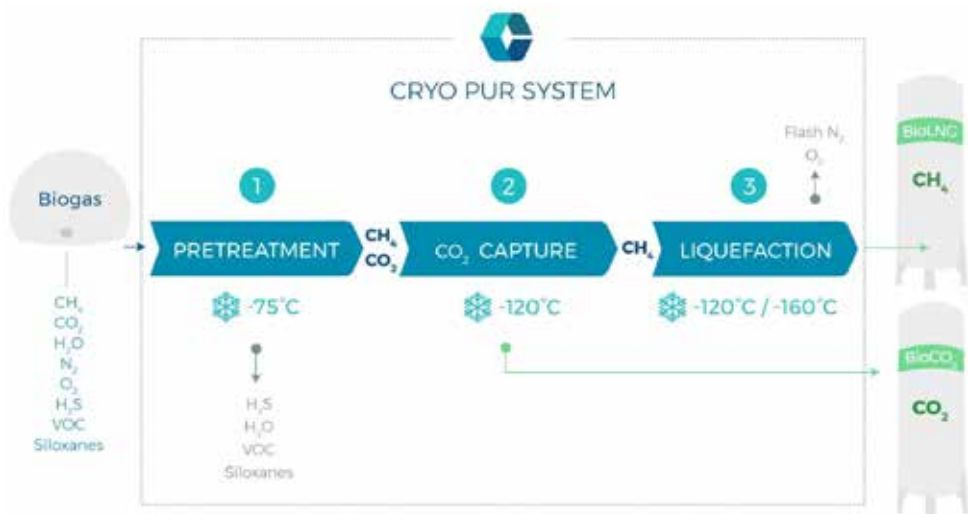 CRYO PUR SYSTEM
Biogas
CH₄
CO₂
H₂O
N₂
O₂
H₂S
VOC
Siloxanes
1
PRETREATMENT
-75°C
H₂S
H₂O
VOC
Siloxanes
CH₄
CO₂
2
CO₂ CAPTURE
-120°C
CH₄
3
LIQUEFACTION
-120°C / -160°C
Flash N₂
O₂
BioLNG
CH₄
BioCO₂
CO₂